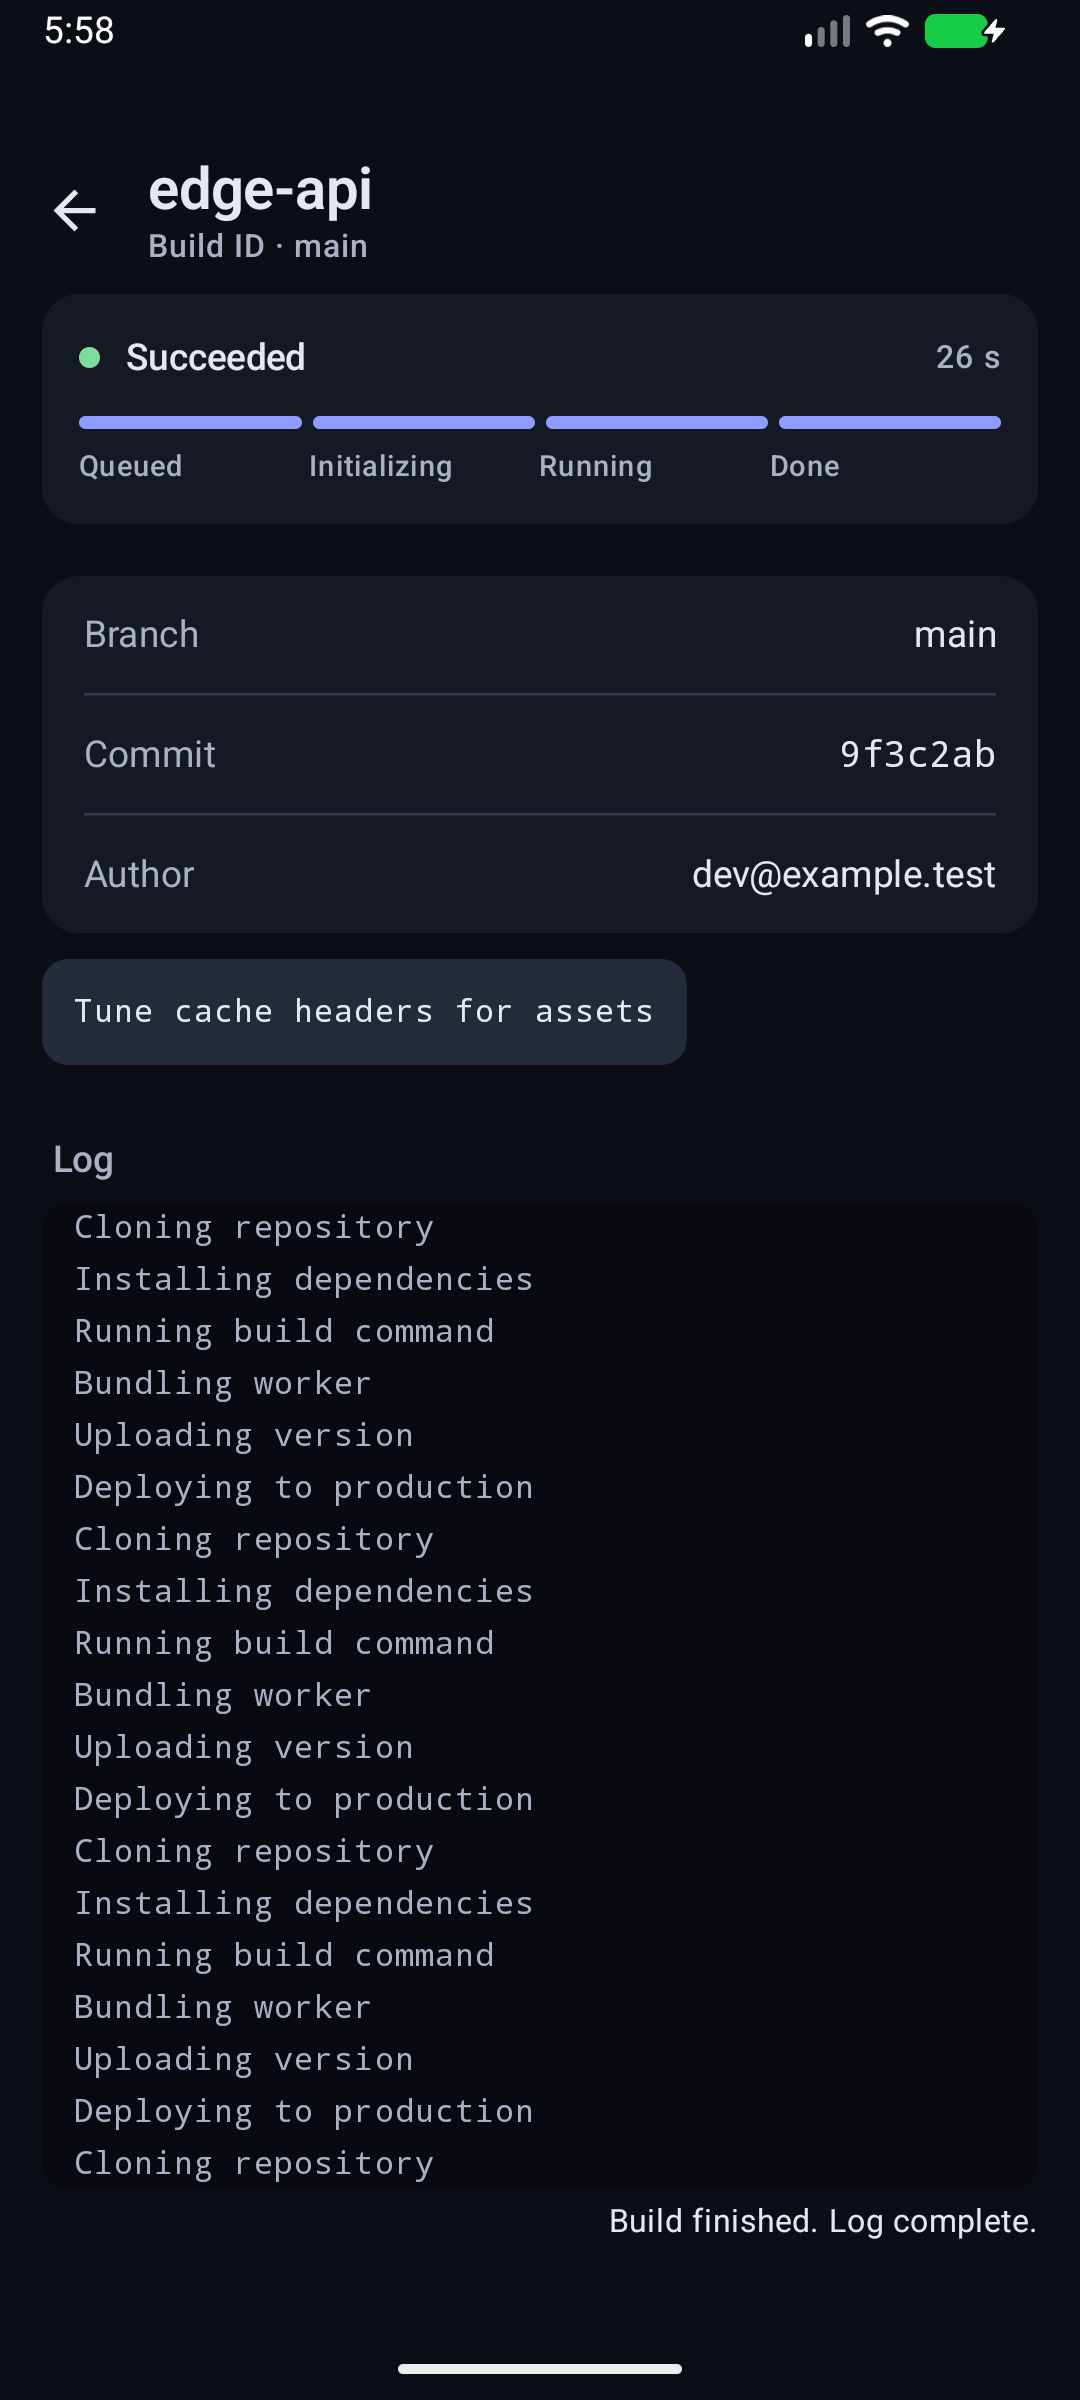 5:58
edge-api
Build ID · main
Succeeded
26 s
Queued
Initializing
Running
Done
Branch
main
Commit
9f3c2ab
Author
dev@example.test
Tune cache headers for assets
Log
Cloning repository
Installing dependencies
Running build command
Bundling worker
Uploading version
Deploying to production
Cloning repository
Installing dependencies
Running build command
Bundling worker
Uploading version
Deploying to production
Cloning repository
Installing dependencies
Running build command
Bundling worker
Uploading version
Deploying to production
Cloning repository
Build finished. Log complete.